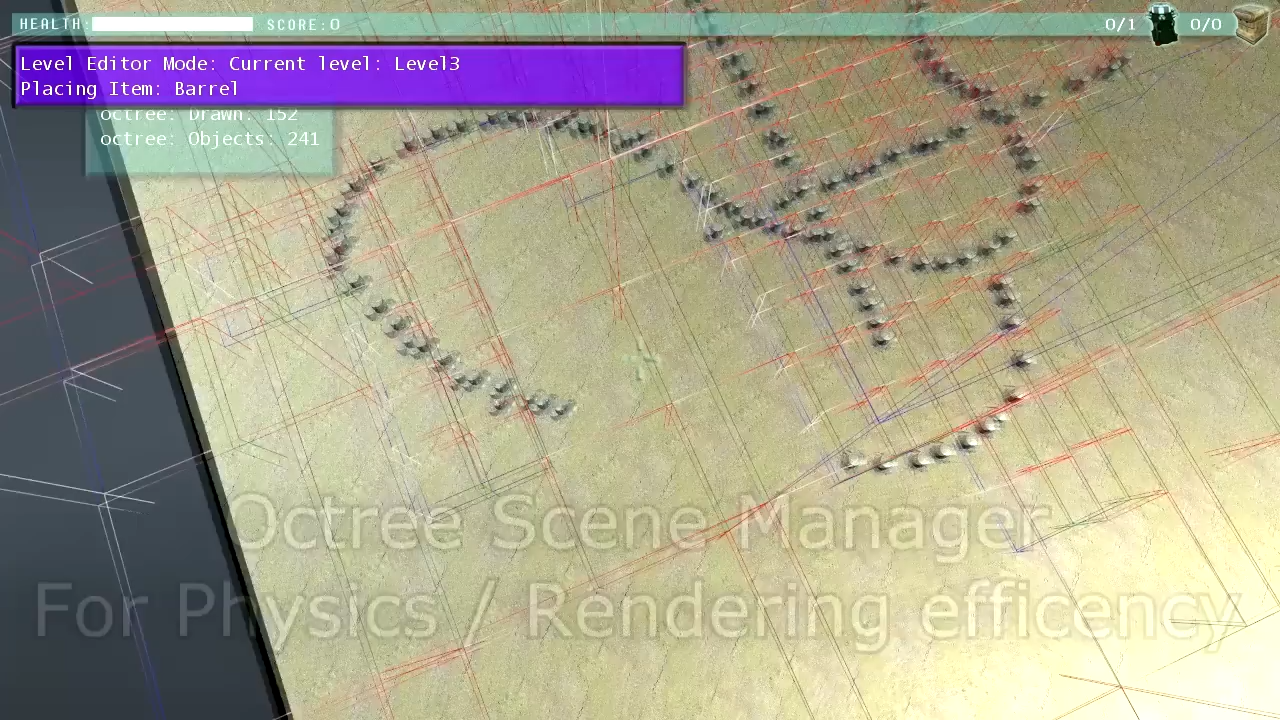 HEALTH: SCORE:0 0/1 0/0
Level Editor Mode: Current level: Level3
Placing Item: Barrel
octree: Drawn: 152
octree: Objects: 241
Octree Scene Manager
For Physics / Rendering efficency